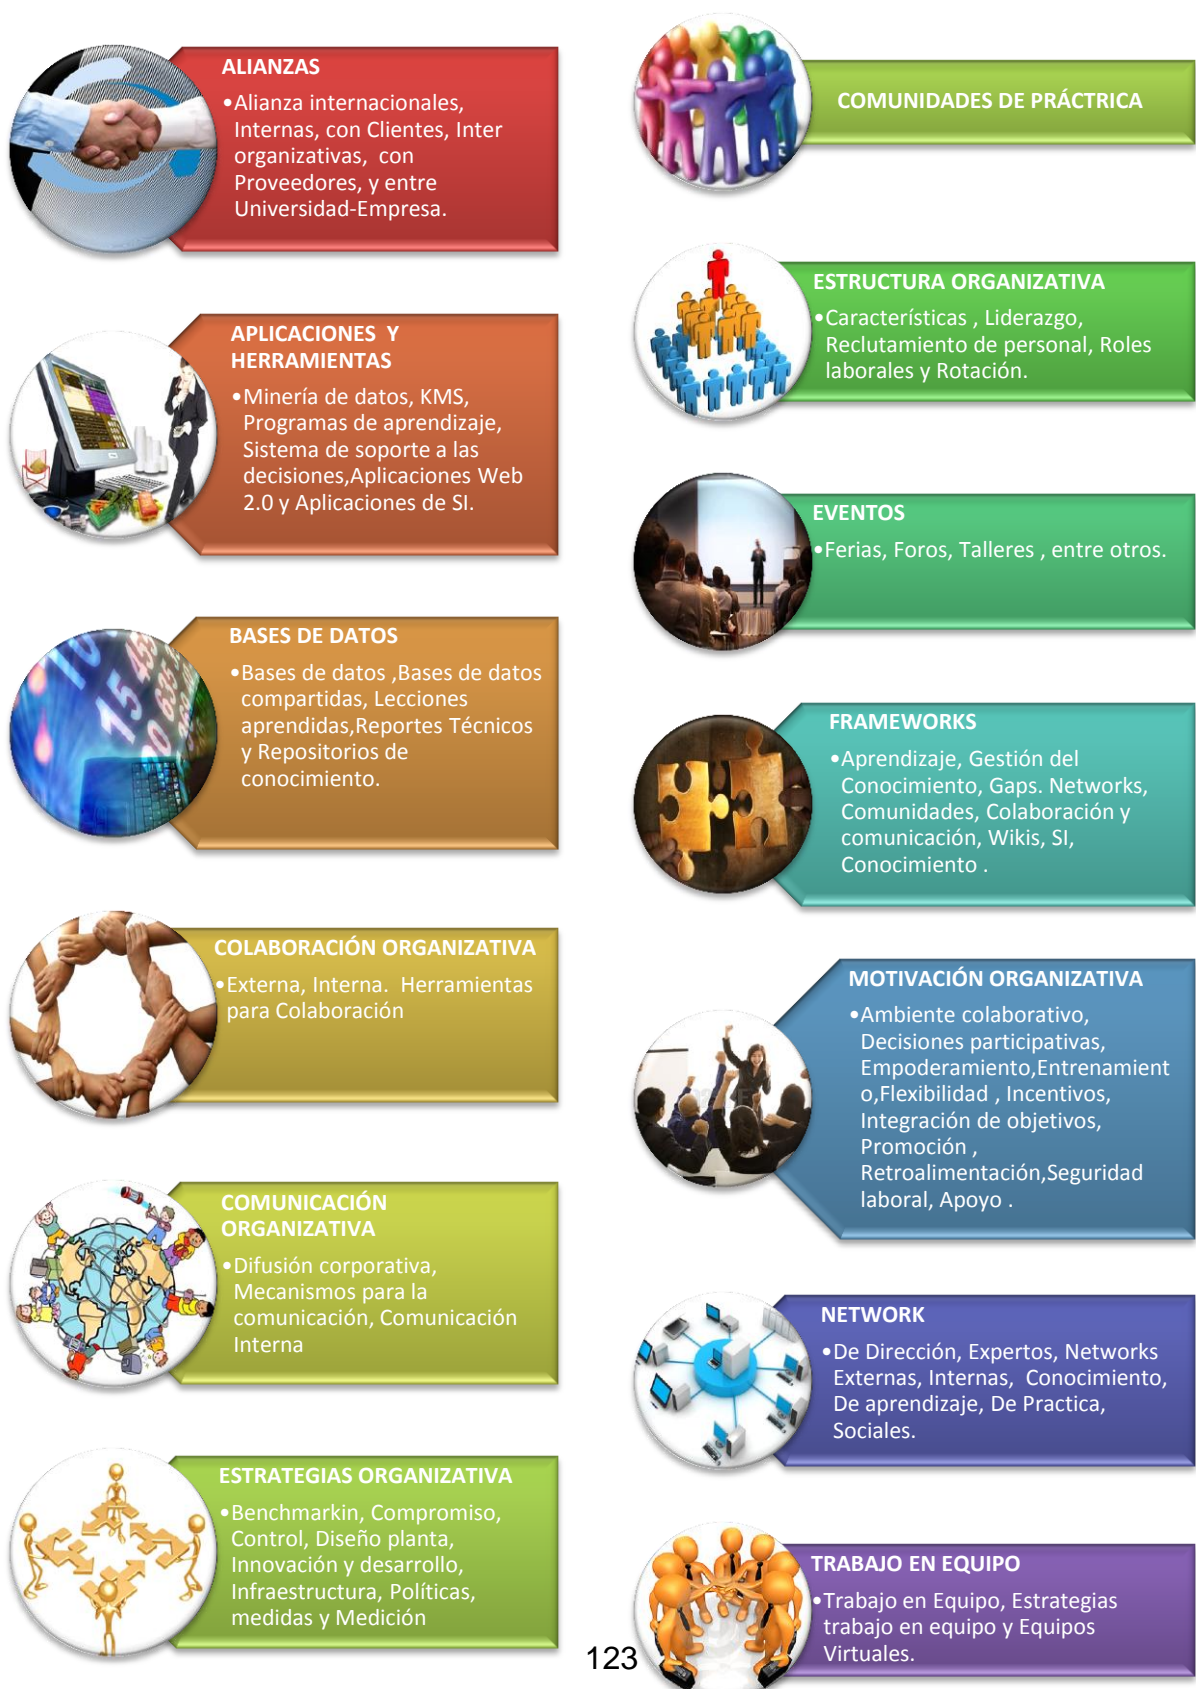 ALIANZAS
•Alianza internacionales,
Internas, con Clientes, Inter
organizativas, con
Proveedores, y entre
Universidad-Empresa.
APLICACIONES Y
HERRAMIENTAS
•Minería de datos, KMS,
Programas de aprendizaje,
Sistema de soporte a las
decisiones,Aplicaciones Web
2.0 y Aplicaciones de SI.
BASES DE DATOS
•Bases de datos ,Bases de datos
compartidas, Lecciones
aprendidas,Reportes Técnicos
y Repositorios de
conocimiento.
COLABORACIÓN ORGANIZATIVA
•Externa, Interna. Herramientas
para Colaboración
COMUNICACIÓN
ORGANIZATIVA
•Difusión corporativa,
Mecanismos para la
comunicación, Comunicación
Interna
ESTRATEGIAS ORGANIZATIVA
•Benchmarkin, Compromiso,
Control, Diseño planta,
Innovación y desarrollo,
Infraestructura, Políticas,
medidas y Medición
COMUNIDADES DE PRÁCTRICA
ESTRUCTURA ORGANIZATIVA
•Característicás , Liderazgo,
Reclutamiento de personal, Roles
laborales y Rotación.
EVENTOS
•Ferias, Foros, Talleres , entre otros.
FRAMEWORKS
•Aprendizaje, Gestión del
Conocimiento, Gaps. Networks,
Comunidades, Colaboración y
comunicación, Wikis, SI,
Conocimiento .
MOTIVACIÓN ORGANIZATIVA
•Ambiente colaborativo,
Decisiones participativas,
Empoderamiento,Entrenamient
o,Flexibilidad , Incentivos,
Integración de objetivos,
Promoción ,
Retroalimentación,Seguridad
laboral, Apoyo .
NETWORK
•De Dirección, Expertos, Networks
Externas, Internas, Conocimiento,
De aprendizaje, De Practica,
Sociales.
TRABAJO EN EQUIPO
•Trabajo en Equipo, Estrategias
trabajo en equipo y Equipos
Virtuales.
123